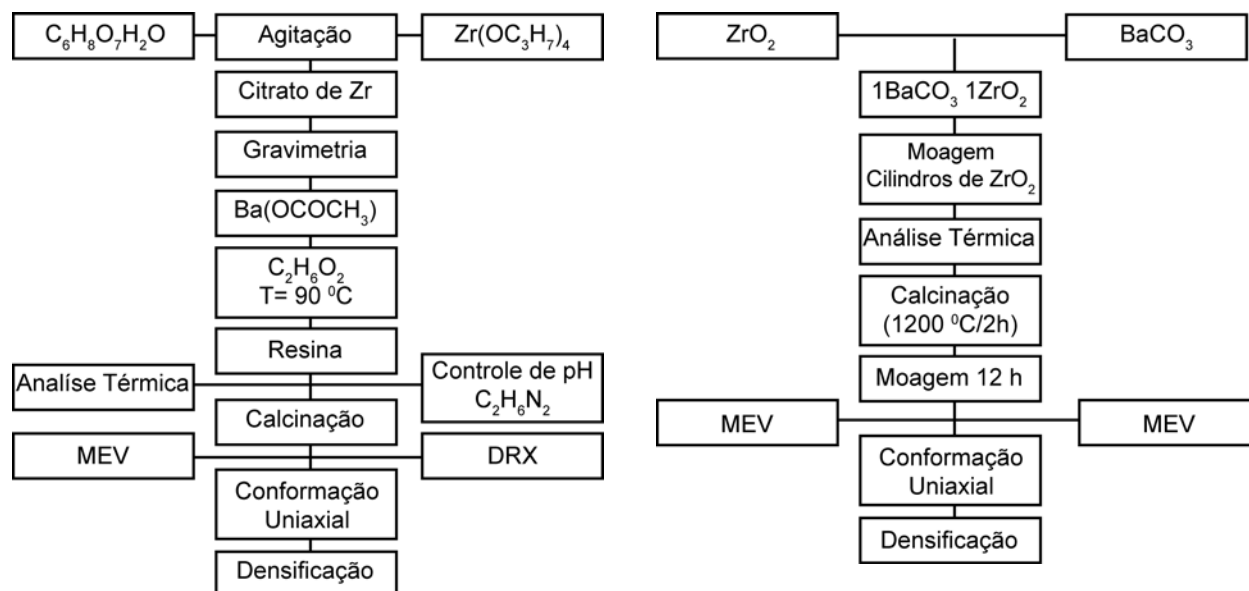 C₆H₈O₇H₂O
Agitação
Zr(OC₃H₇)₄
Citrato de Zr
Gravimetria
Ba(OCOCH₃)
C₂H₆O₂
T= 90 ⁰C
Resina
Analíse Térmica
Controle de pH
C₂H₆N₂
Calcinação
MEV
DRX
Conformação
Uniaxial
Densificação
ZrO₂
BaCO₃
1BaCO₃ 1ZrO₂
Moagem
Cilindros de ZrO₂
Análise Térmica
Calcinação
(1200 ⁰C/2h)
Moagem 12 h
MEV
MEV
Conformação
Uniaxial
Densificação